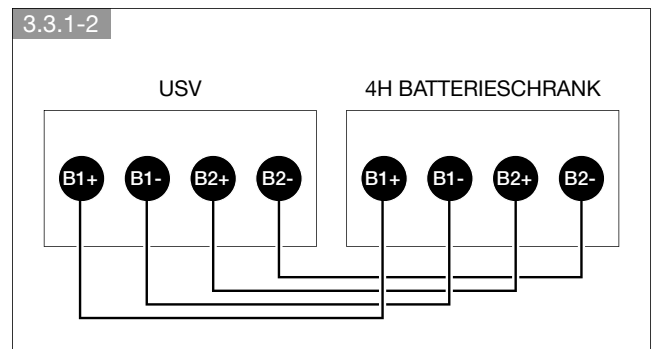 3.3.1-2
USV 4H BATTERIESCHRANK
B1+ B1- B2+ B2- B1+ B1- B2+ B2-